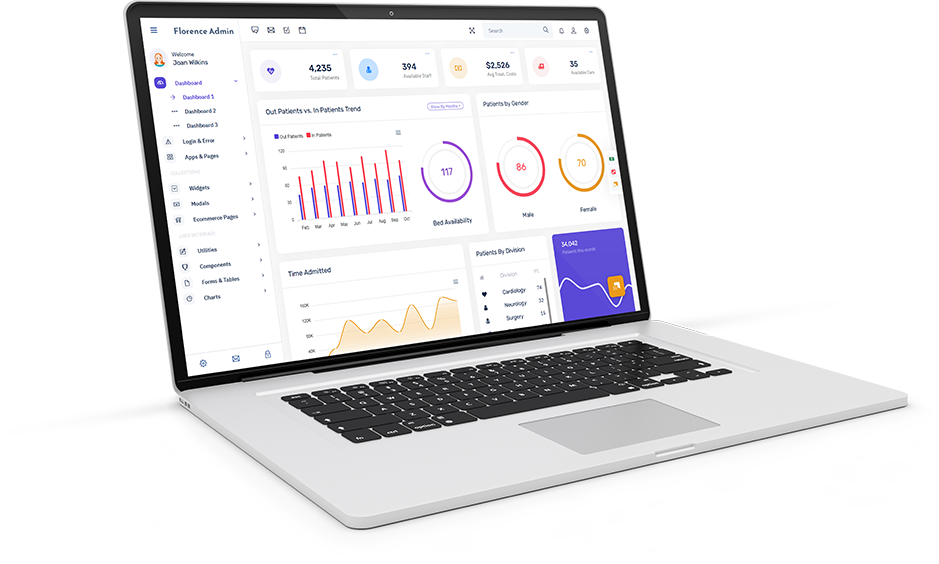 Florence Admin
Search
Welcome
Joan Wilkins
Dashboard
Dashboard 1
Dashboard 2
Dashboard 3
Login & Error
Apps & Pages
Widgets
Modals
Ecommerce Pages
Utilities
Components
Forms & Tables
Charts
4,235
Total Patients
394
Available Staff
$2,526
Avg Treat. Costs
35
Available Cars
Out Patients vs. In Patients Trend
Show By Months
Out Patients
In Patients
120
90
60
30
0
Feb Mar Apr May Jun Jul Aug Sep Oct
117
Bed Availability
Patients by Gender
86
Male
70
Female
Time Admitted
160K
120K
80K
40K
Patients By Division
Division
PT.
Cardiology 74
Neurology 32
Surgery 15
34,042
Patients this month
fn
option